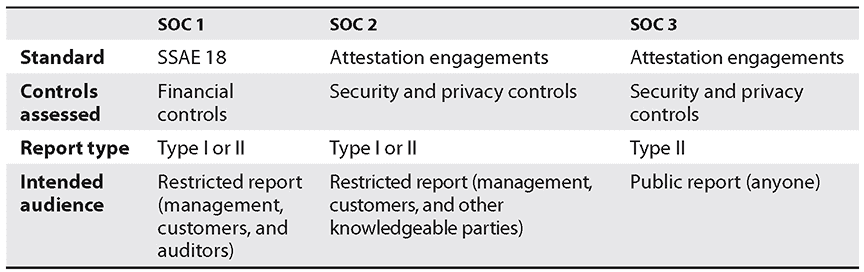 SOC 1 SOC 2 SOC 3
Standard SSAE 18 Attestation engagements Attestation engagements
Controls Financial Security and privacy controls Security and privacy
assessed controls controls
Report type Type I or II Type I or II Type II
Intended Restricted report Restricted report (management, Public report (anyone)
audience (management, customers, and other
customers, and knowledgeable parties)
auditors)